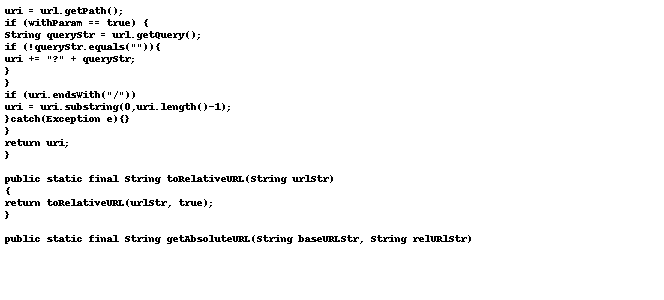 uri = url.getPath();
if (withParam == true) {
String queryStr = url.getQuery();
if (!queryStr.equals("")){
uri += "?" + queryStr;
}
}
if (uri.endsWith("/"))
uri = uri.substring(0,uri.length()-1);
}catch(Exception e){}
}
return uri;
}
public static final String toRelativeURL(String urlStr)
{
return toRelativeURL(urlStr, true);
}
public static final String getAbsoluteURL(String baseURLStr, String relURlStr)